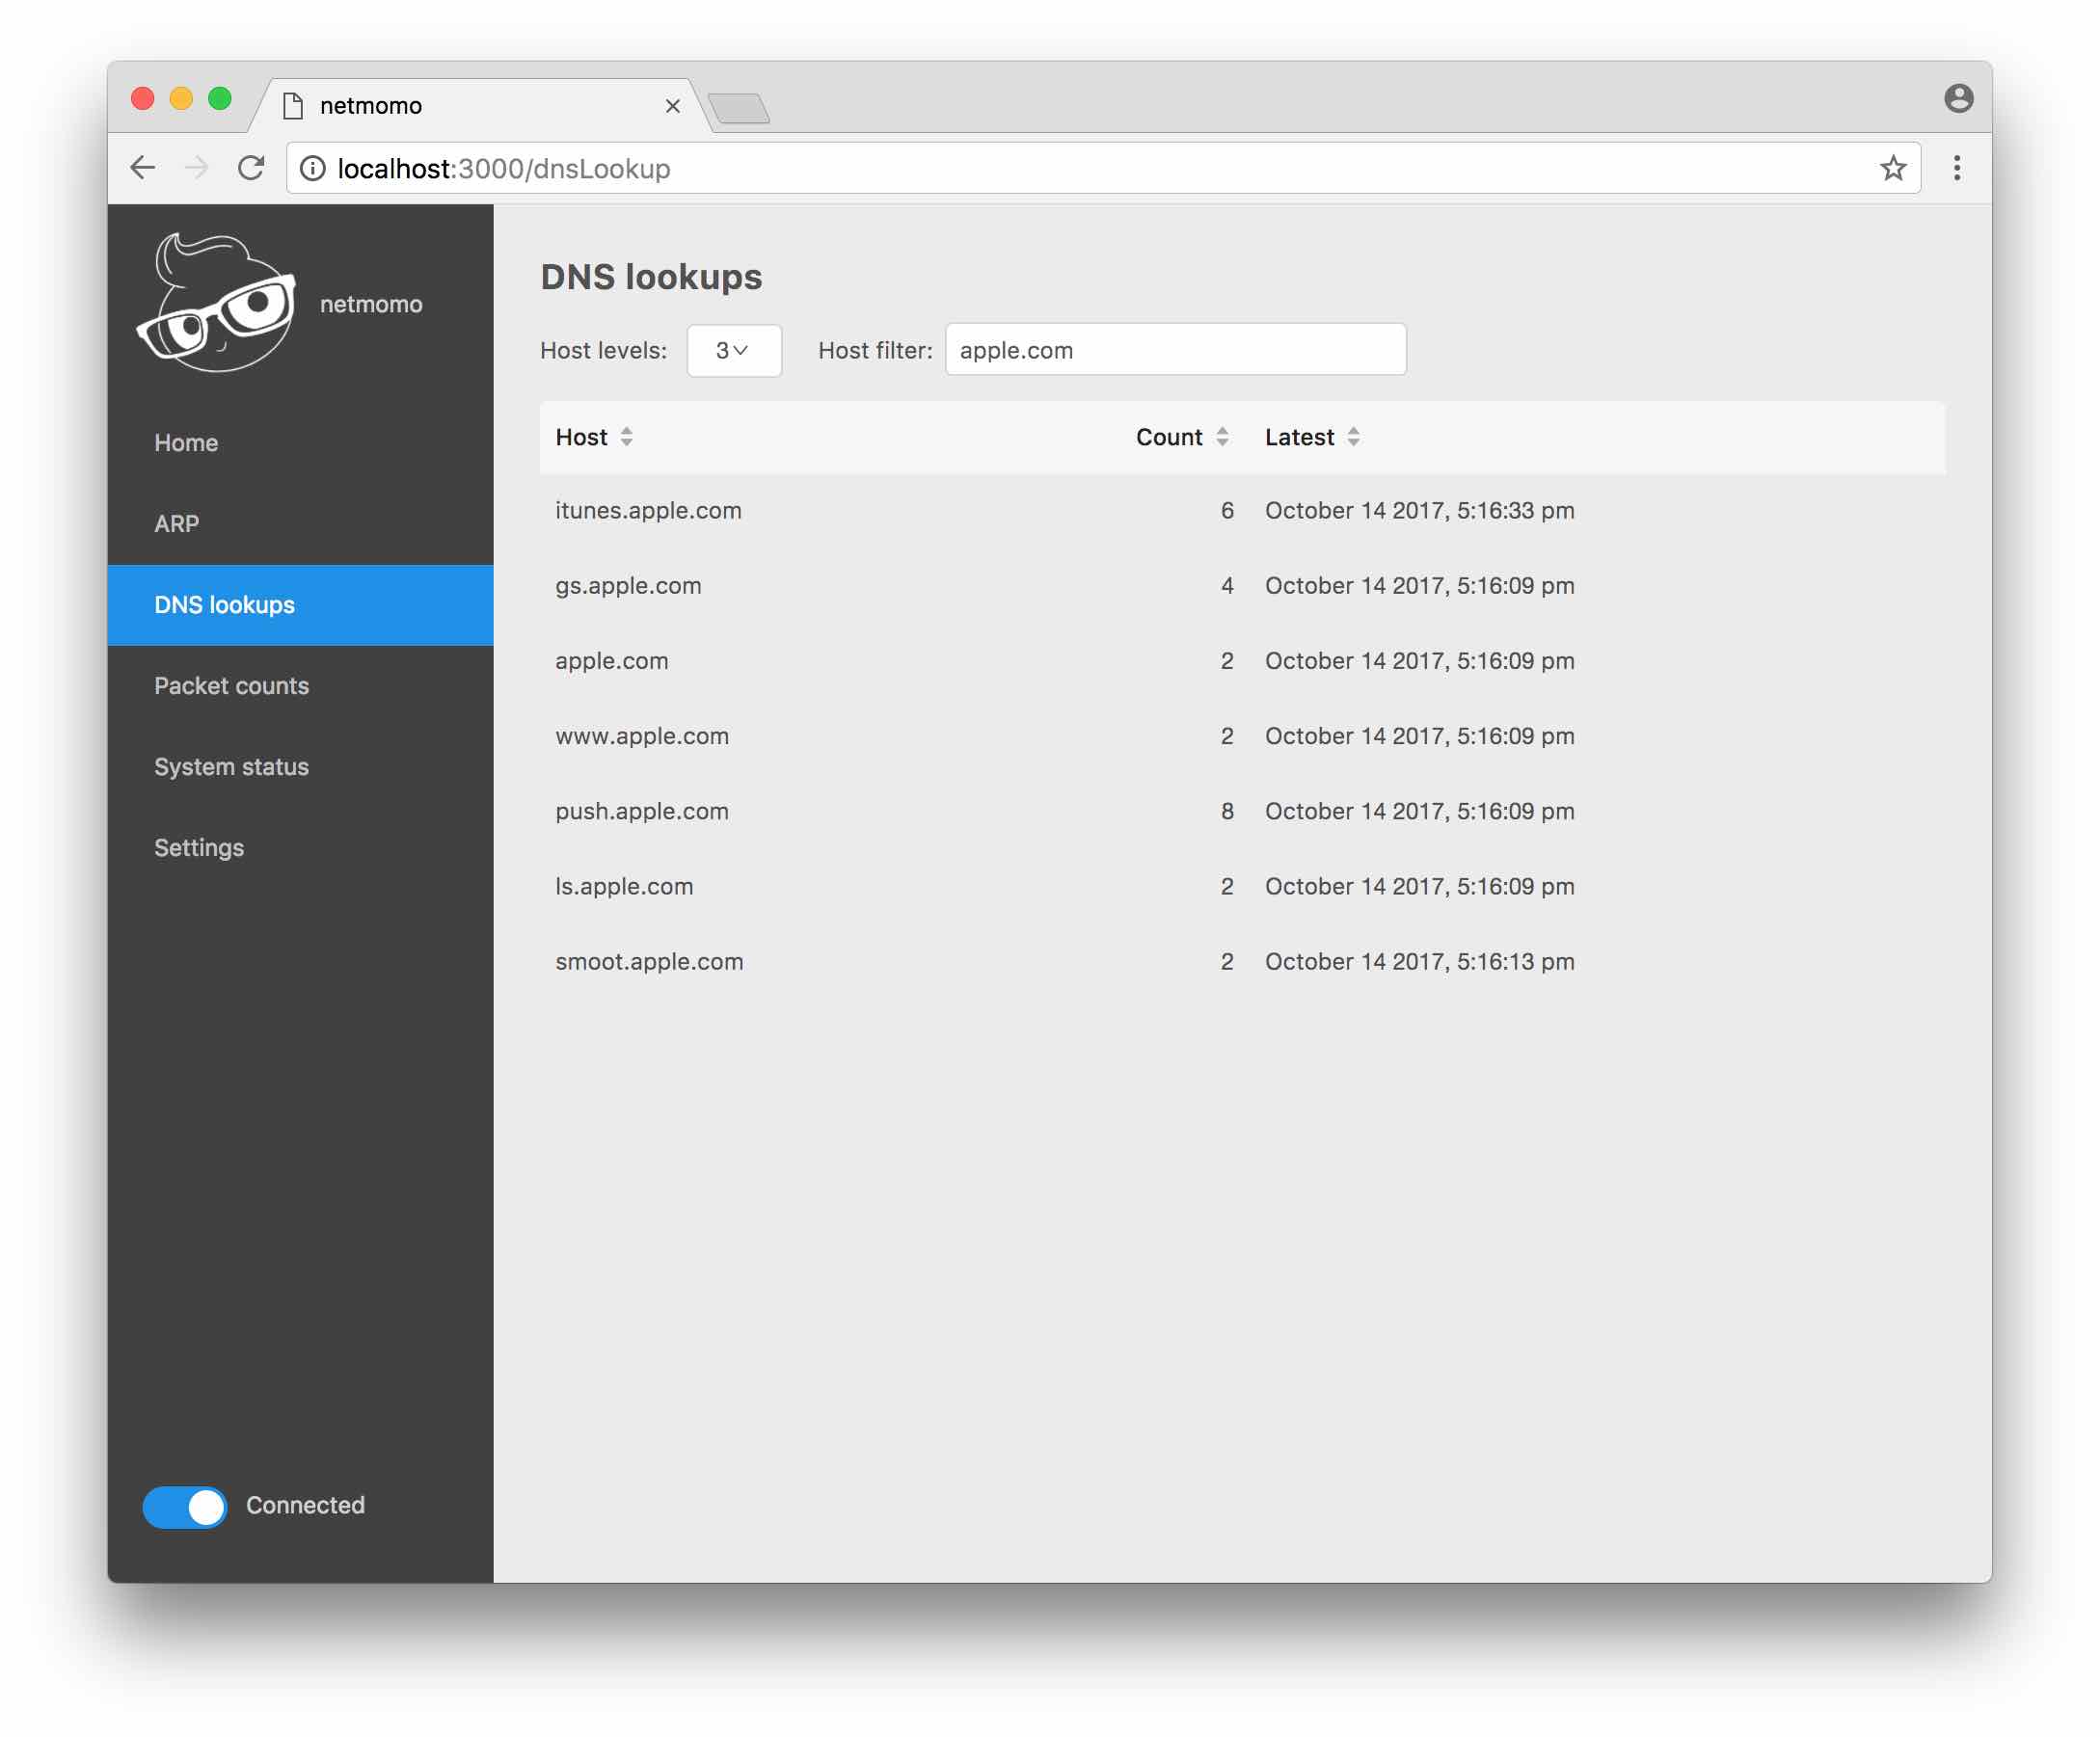 netmomo
localhost:3000/dnsLookup
netmomo
Home
ARP
DNS lookups
Packet counts
System status
Settings
Connected
DNS lookups
Host levels: 3 Host filter: apple.com
Host Count Latest
itunes.apple.com 6 October 14 2017, 5:16:33 pm
gs.apple.com 4 October 14 2017, 5:16:09 pm
apple.com 2 October 14 2017, 5:16:09 pm
www.apple.com 2 October 14 2017, 5:16:09 pm
push.apple.com 8 October 14 2017, 5:16:09 pm
ls.apple.com 2 October 14 2017, 5:16:09 pm
smoot.apple.com 2 October 14 2017, 5:16:13 pm